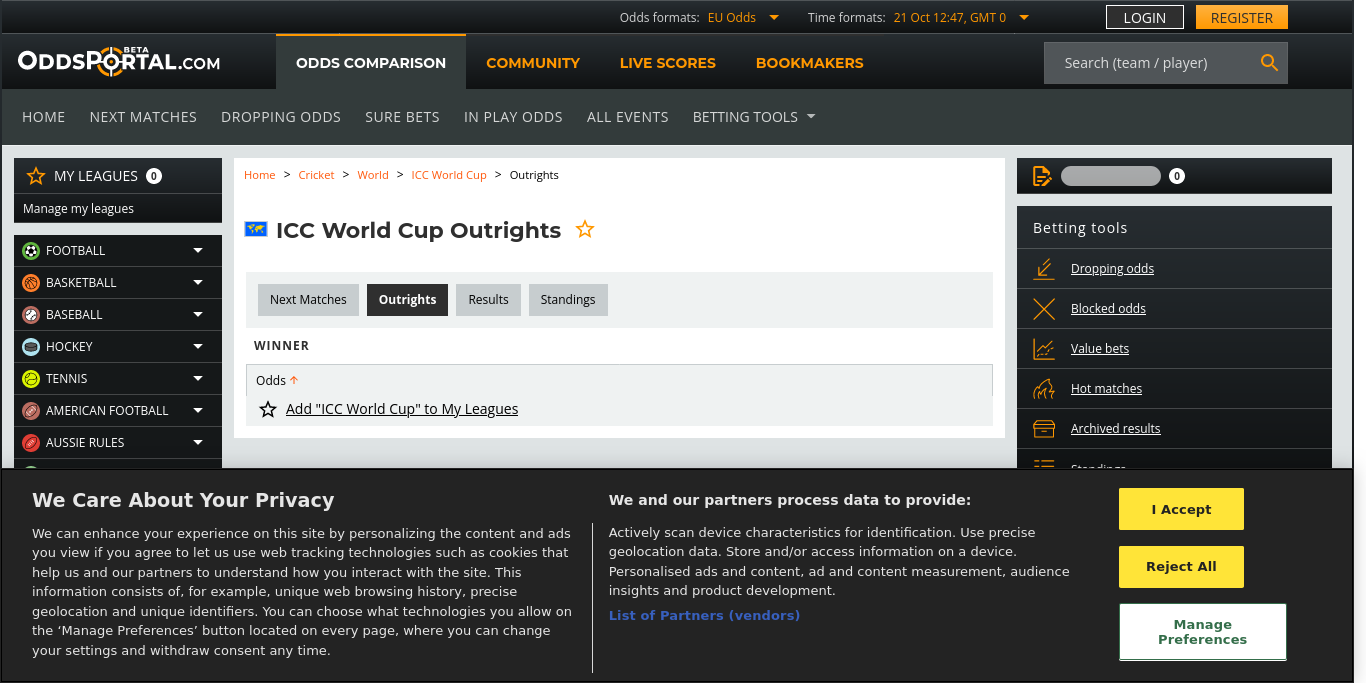 Odds formats: EU Odds Time formats: 21 Oct 12:47, GMT 0 LOGIN REGISTER
ODDSPORTAL.COM BETA ODDS COMPARISON COMMUNITY LIVE SCORES BOOKMAKERS Search (team / player)
HOME NEXT MATCHES DROPPING ODDS SURE BETS IN PLAY ODDS ALL EVENTS BETTING TOOLS
MY LEAGUES 0
Manage my leagues
FOOTBALL
BASKETBALL
BASEBALL
HOCKEY
TENNIS
AMERICAN FOOTBALL
AUSSIE RULES
Home > Cricket > World > ICC World Cup > Outrights
ICC World Cup Outrights
Next Matches Outrights Results Standings
WINNER
Odds
Add "ICC World Cup" to My Leagues
0
Betting tools
Dropping odds
Blocked odds
Value bets
Hot matches
Archived results
Standings
We Care About Your Privacy
We can enhance your experience on this site by personalizing the content and ads
you view if you agree to let us use web tracking technologies such as cookies that
help us and our partners to understand how you interact with the site. This
information consists of, for example, unique web browsing history, precise
geolocation and unique identifiers. You can choose what technologies you allow on
the ‘Manage Preferences’ button located on every page, where you can change
your settings and withdraw consent any time.
We and our partners process data to provide:
Actively scan device characteristics for identification. Use precise
geolocation data. Store and/or access information on a device.
Personalised ads and content, ad and content measurement, audience
insights and product development.
List of Partners (vendors)
I Accept
Reject All
Manage
Preferences